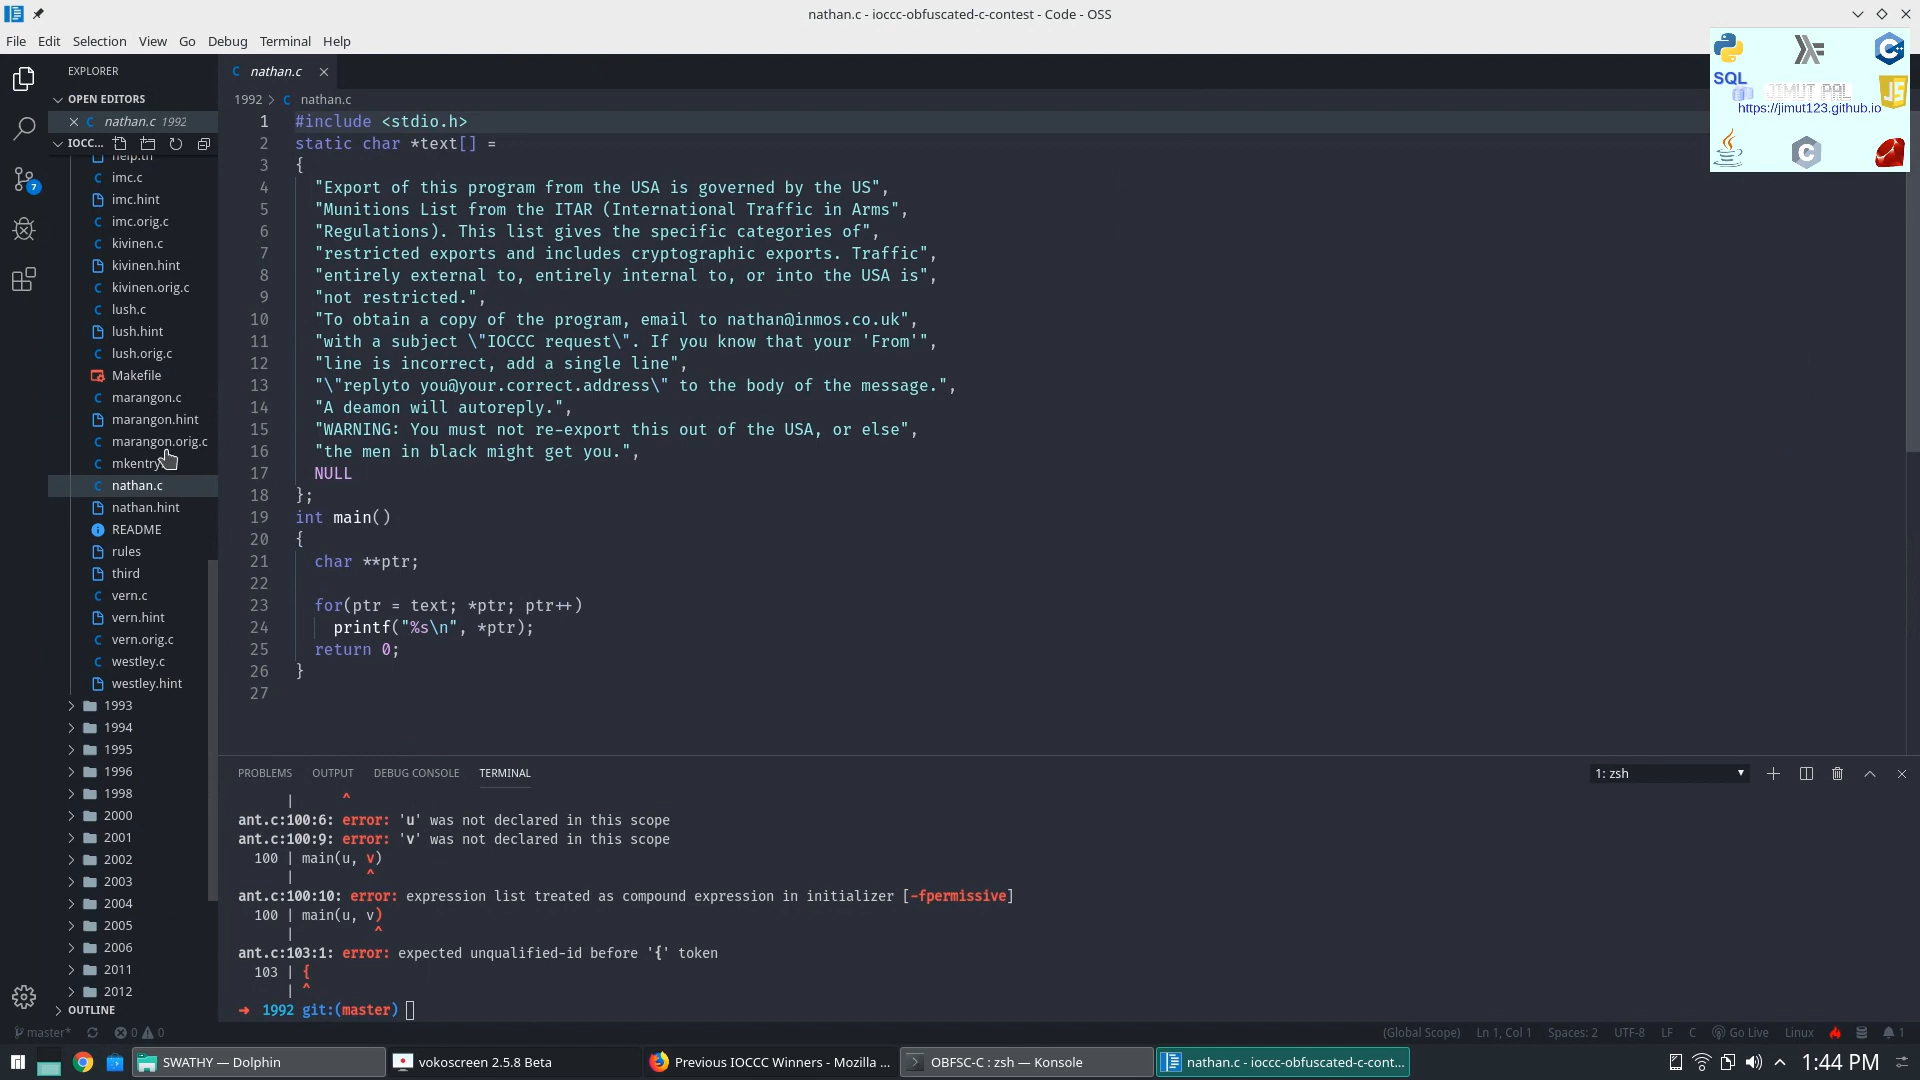 nathan.c - ioccc-obfuscated-c-contest - Code - OSS
File Edit Selection View Go Debug Terminal Help
SQL
JIMUT PAL
JS
https://jimut123.github.io
C
EXPLORER
OPEN EDITORS
nathan.c 1992
IOCC...
help.th
imc.c
imc.hint
imc.orig.c
kivinen.c
kivinen.hint
kivinen.orig.c
lush.c
lush.hint
lush.orig.c
Makefile
marangon.c
marangon.hint
marangon.orig.c
mkentry
nathan.c
nathan.hint
README
rules
third
vern.c
vern.hint
vern.orig.c
westley.c
westley.hint
1993
1994
1995
1996
1998
2000
2001
2002
2003
2004
2005
2006
2011
2012
OUTLINE
7
C nathan.c
1992 > C nathan.c
1 #include <stdio.h>
2 static char *text[] =
3 {
4 "Export of this program from the USA is governed by the US",
5 "Munitions List from the ITAR (International Traffic in Arms",
6 "Regulations). This list gives the specific categories of",
7 "restricted exports and includes cryptographic exports. Traffic",
8 "entirely external to, entirely internal to, or into the USA is",
9 "not restricted.",
10 "To obtain a copy of the program, email to nathan@inmos.co.uk",
11 "with a subject \"IOCCC request\". If you know that your 'From'",
12 "line is incorrect, add a single line",
13 "\"replyto you@your.correct.address\" to the body of the message.",
14 "A deamon will autoreply.",
15 "WARNING: You must not re-export this out of the USA, or else",
16 "the men in black might get you.",
17 NULL
18 };
19 int main()
20 {
21 char **ptr;
22
23 for(ptr = text; *ptr; ptr++)
24 printf("%s\n", *ptr);
25 return 0;
26 }
27
PROBLEMS OUTPUT DEBUG CONSOLE TERMINAL 1: zsh
| ^
ant.c:100:6: error: 'u' was not declared in this scope
ant.c:100:9: error: 'v' was not declared in this scope
100 | main(u, v)
| ^
ant.c:100:10: error: expression list treated as compound expression in initializer [-fpermissive]
100 | main(u, v)
| ^
ant.c:103:1: error: expected unqualified-id before '{' token
103 | {
| ^
➜ 1992 git:(master)
master* 0 0 (Global Scope) Ln 1, Col 1 Spaces: 2 UTF-8 LF C Go Live Linux 1
SWATHY — Dolphin vokoscreen 2.5.8 Beta Previous IOCCC Winners - Mozilla ... OBFSC-C : zsh — Konsole nathan.c - ioccc-obfuscated-c-cont... 1:44 PM